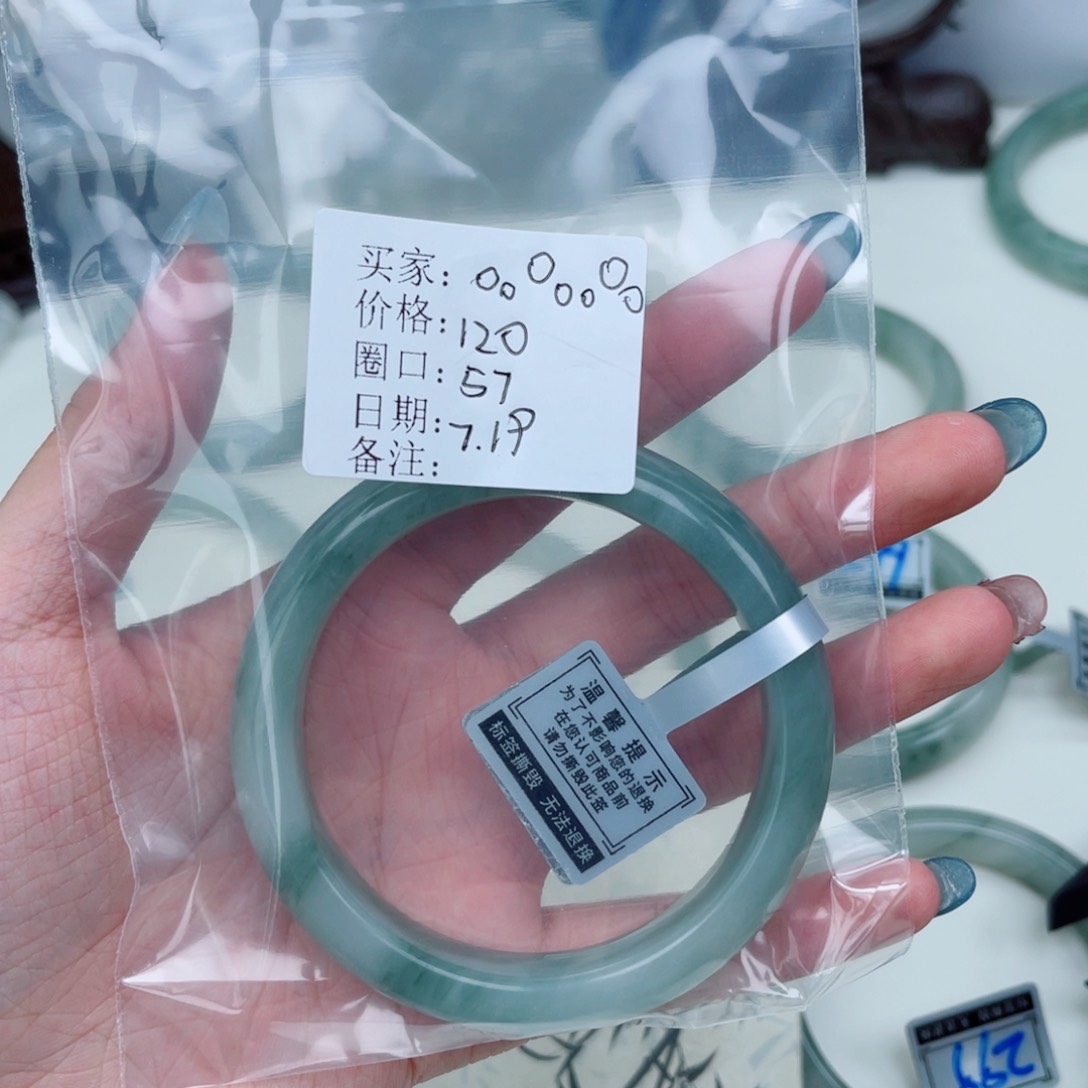 买家:
价格:120
圈口:57
日期:7.19
备注:
温馨提示
为了不影响您的退换
在您认可商品前
请勿撕毁此签
标签撕毁 无法退换